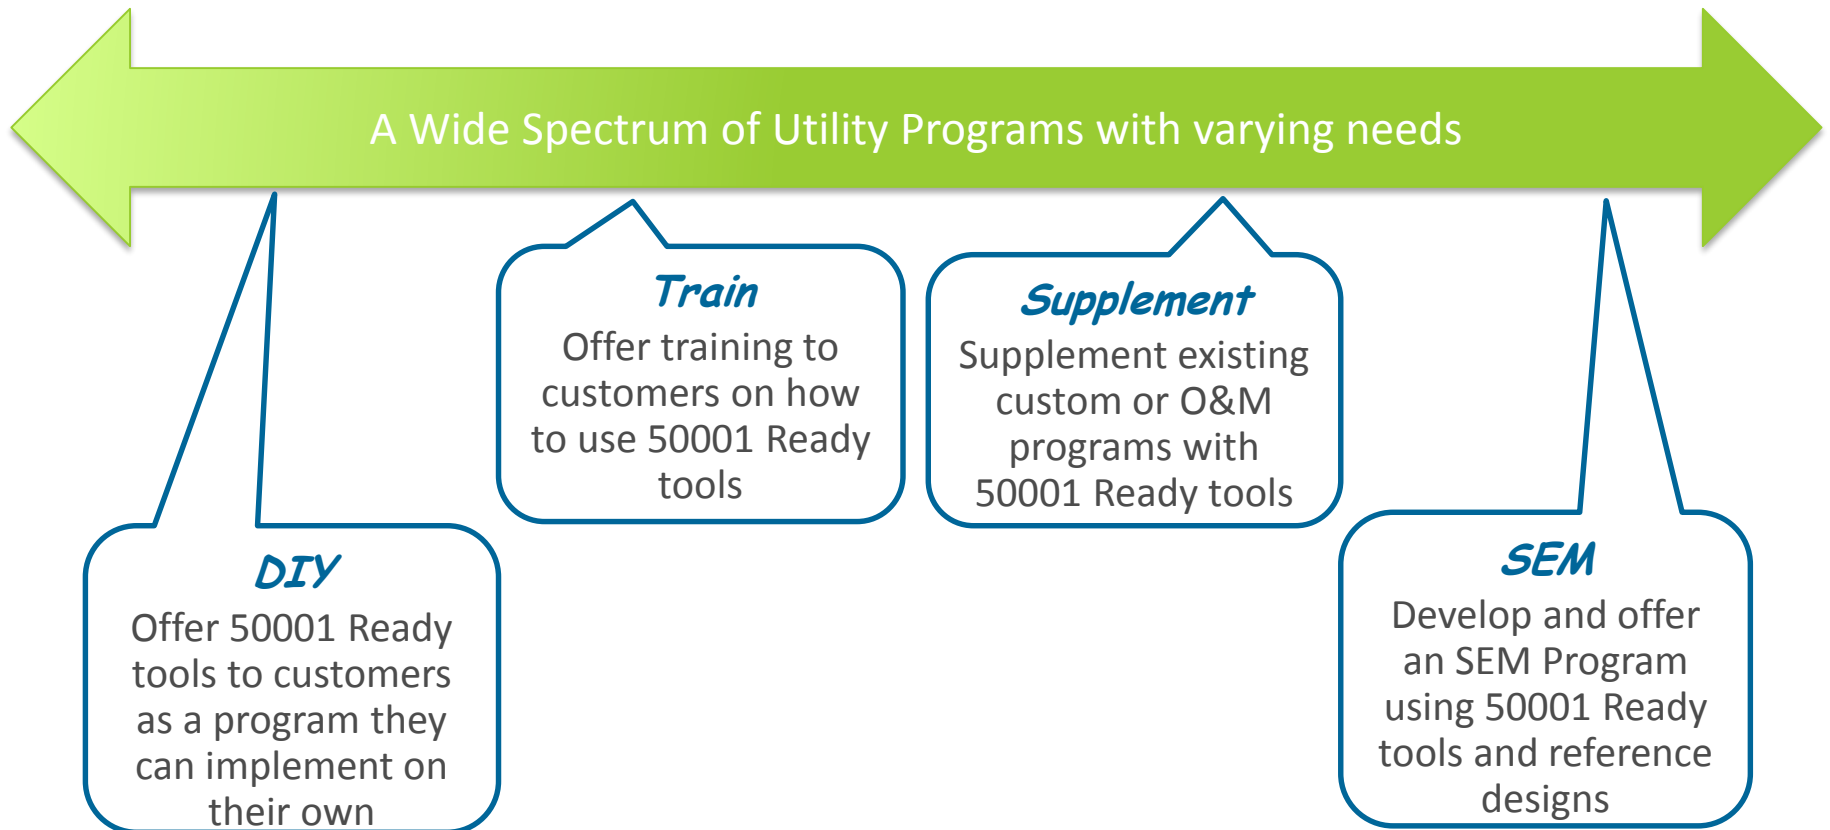 A Wide Spectrum of Utility Programs with varying needs
DIY
Offer 50001 Ready
tools to customers
as a program they
can implement on
their own
Train
Offer training to
customers on how
to use 50001 Ready
tools
Supplement
Supplement existing
custom or O&M
programs with
50001 Ready tools
SEM
Develop and offer
an SEM Program
using 50001 Ready
tools and reference
designs